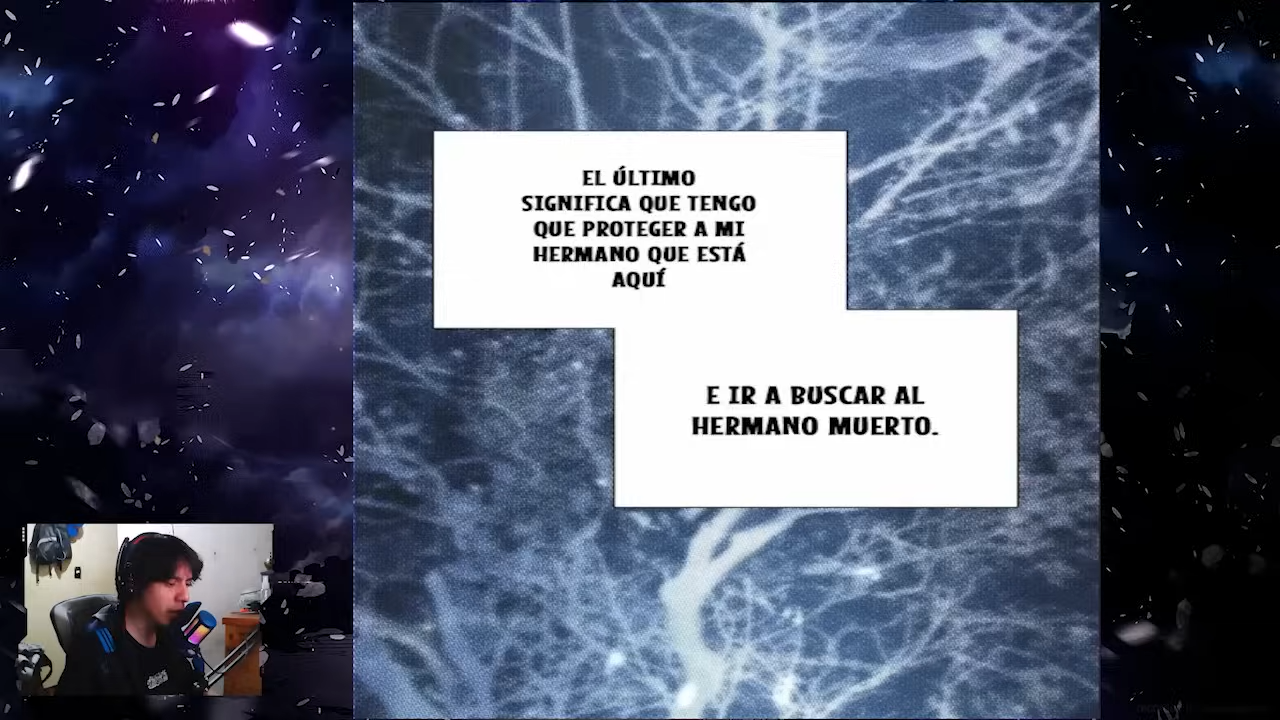 EL ÚLTIMO
SIGNIFICA QUE TENGO
QUE PROTEGER A MI
HERMANO QUE ESTÁ
AQUÍ
E IR A BUSCAR AL
HERMANO MUERTO.